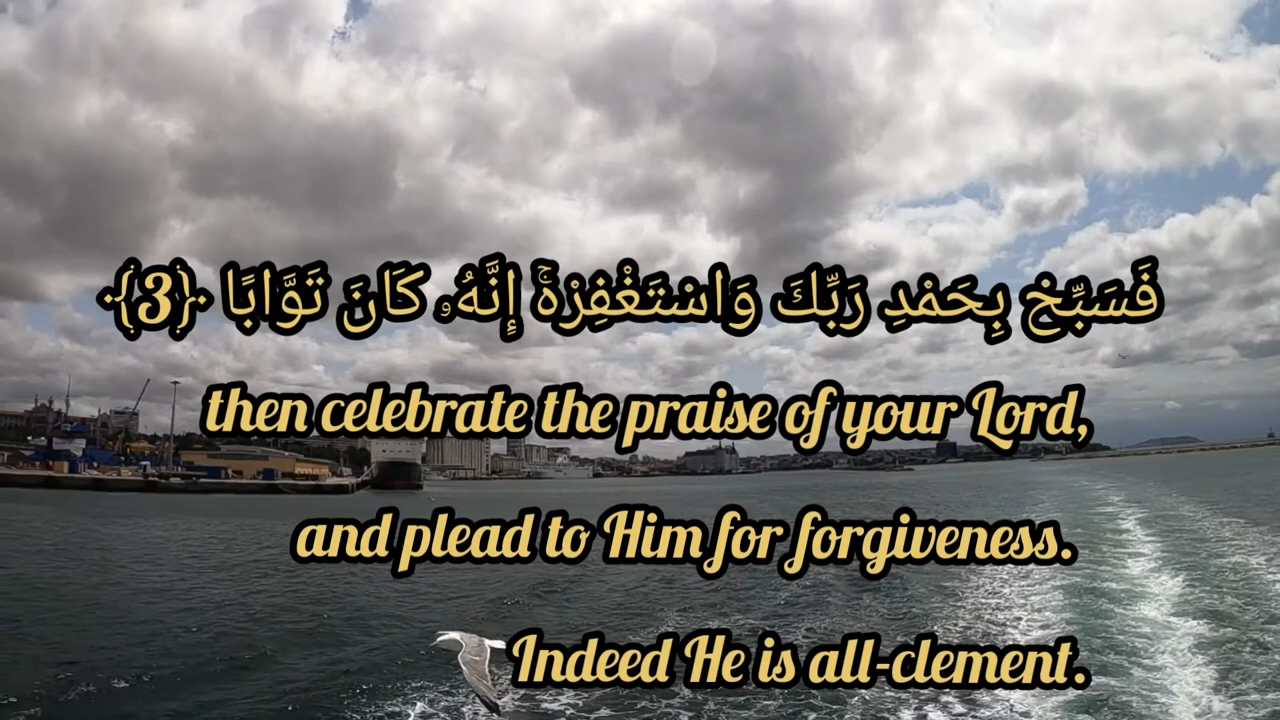 فَسَبِّحْ بِحَمْدِ رَبِّكَ وَاسْتَغْفِرْهُۚ إِنَّهُۥ كَانَ تَوَّابًا ﴿3﴾
then celebrate the praise of your Lord,
and plead to Him for forgiveness.
Indeed He is all-clement.